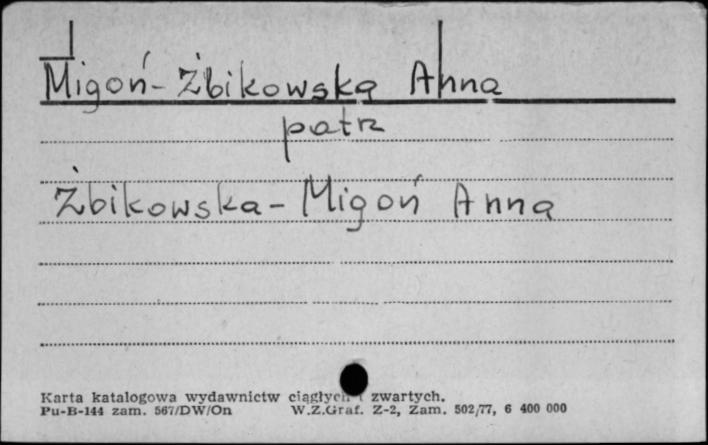 Migoń-Żbikowska Anna
patrz
Żbikowska-Migoń Anna
Karta katalogowa wydawnictw ciągłych i zwartych.
Pu-B-144 zam. 567/DW/On W.Z.Graf. Z-2, Zam. 502/77, 6 400 000